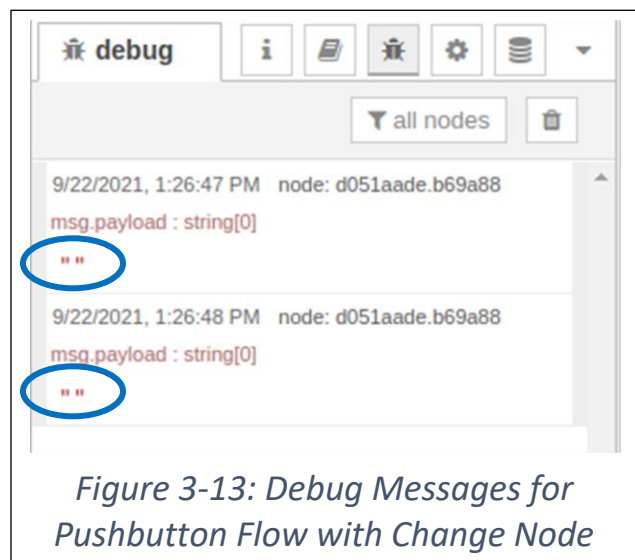 debug
i
all nodes
9/22/2021, 1:26:47 PM node: d051aade.b69a88
msg.payload : string[0]
""
9/22/2021, 1:26:48 PM node: d051aade.b69a88
msg.payload : string[0]
""
Figure 3-13: Debug Messages for
Pushbutton Flow with Change Node